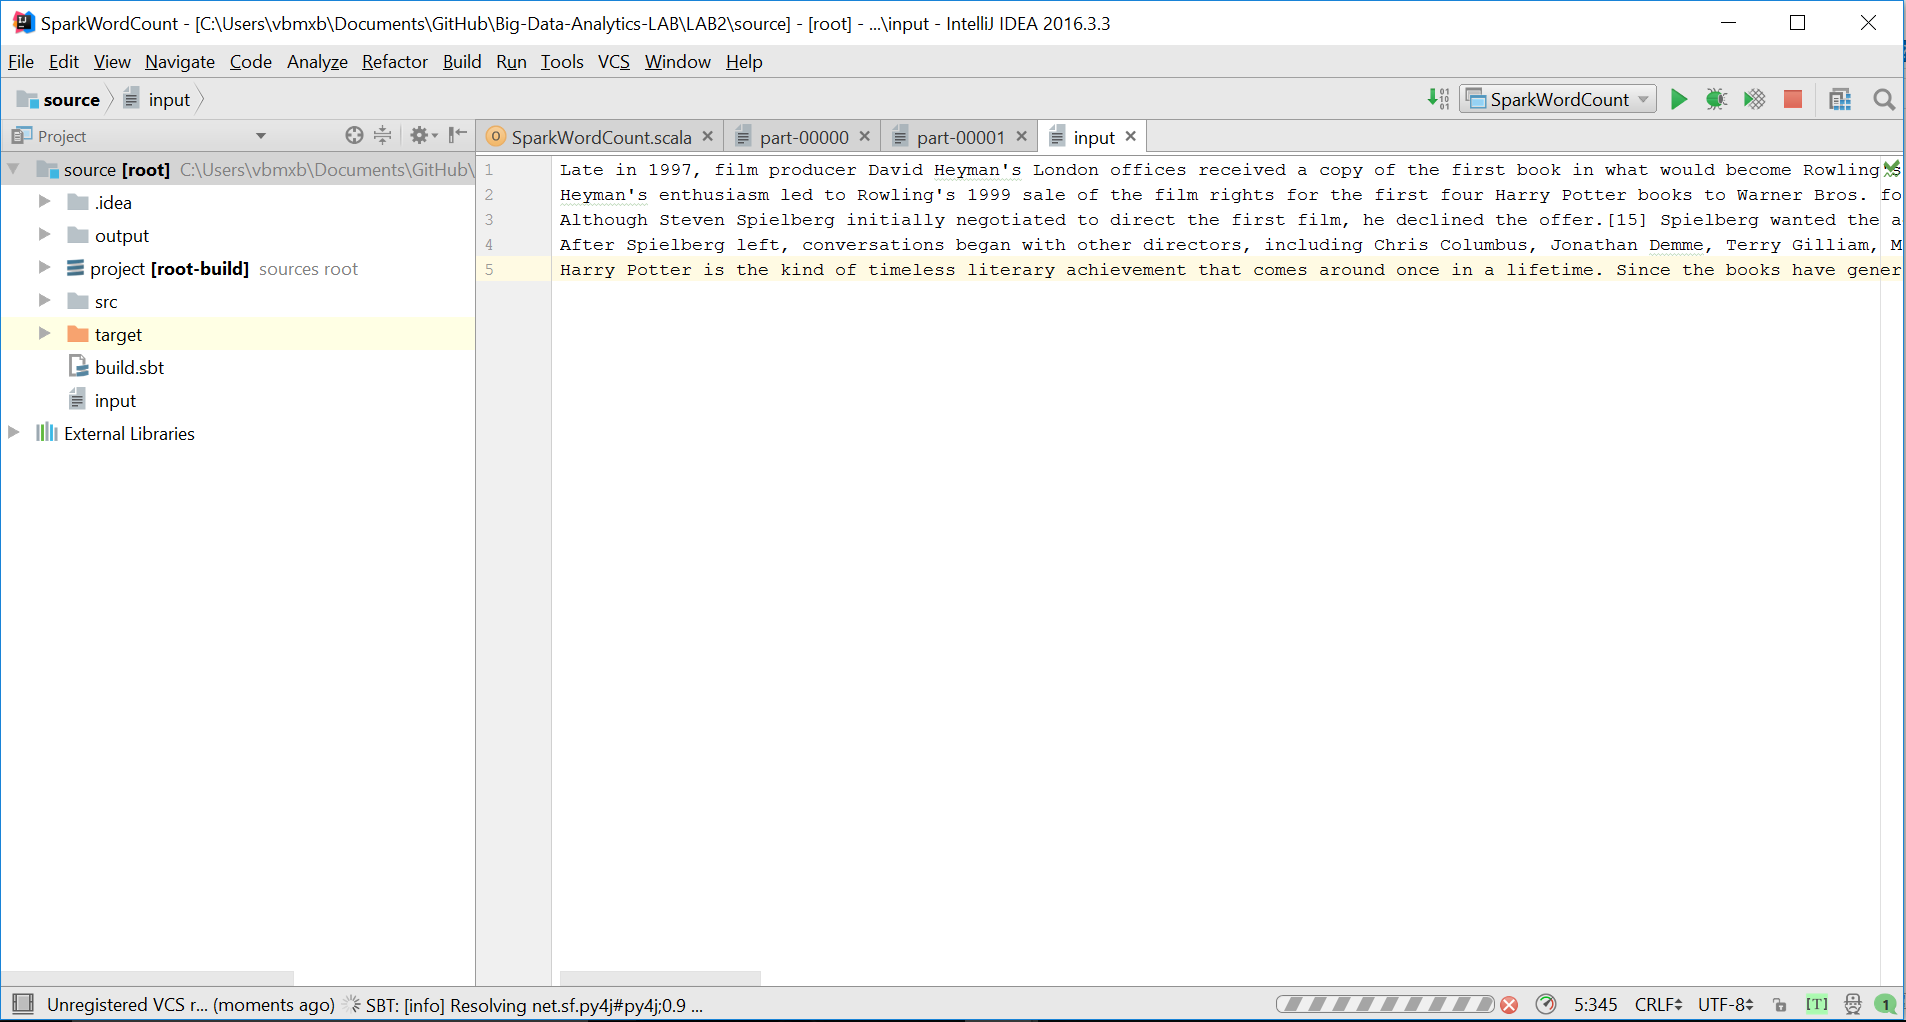 SparkWordCount - [C:\Users\vbmxb\Documents\GitHub\Big-Data-Analytics-LAB\LAB2\source] - [root] - ...\input - IntelliJ IDEA 2016.3.3
File Edit View Navigate Code Analyze Refactor Build Run Tools VCS Window Help
source input SparkWordCount
Project
SparkWordCount.scala part-00000 part-00001 input
source [root] C:\Users\vbmxb\Documents\GitHub\
.idea
output
project [root-build] sources root
src
target
build.sbt
input
External Libraries
1 Late in 1997, film producer David Heyman's London offices received a copy of the first book in what would become Rowling's
2 Heyman's enthusiasm led to Rowling's 1999 sale of the film rights for the first four Harry Potter books to Warner Bros. fo
3 Although Steven Spielberg initially negotiated to direct the first film, he declined the offer.[15] Spielberg wanted the a
4 After Spielberg left, conversations began with other directors, including Chris Columbus, Jonathan Demme, Terry Gilliam, M
5 Harry Potter is the kind of timeless literary achievement that comes around once in a lifetime. Since the books have gener
Unregistered VCS r... (moments ago) SBT: [info] Resolving net.sf.py4j#py4j;0.9 ... 5:345 CRLF UTF-8 [T] 1